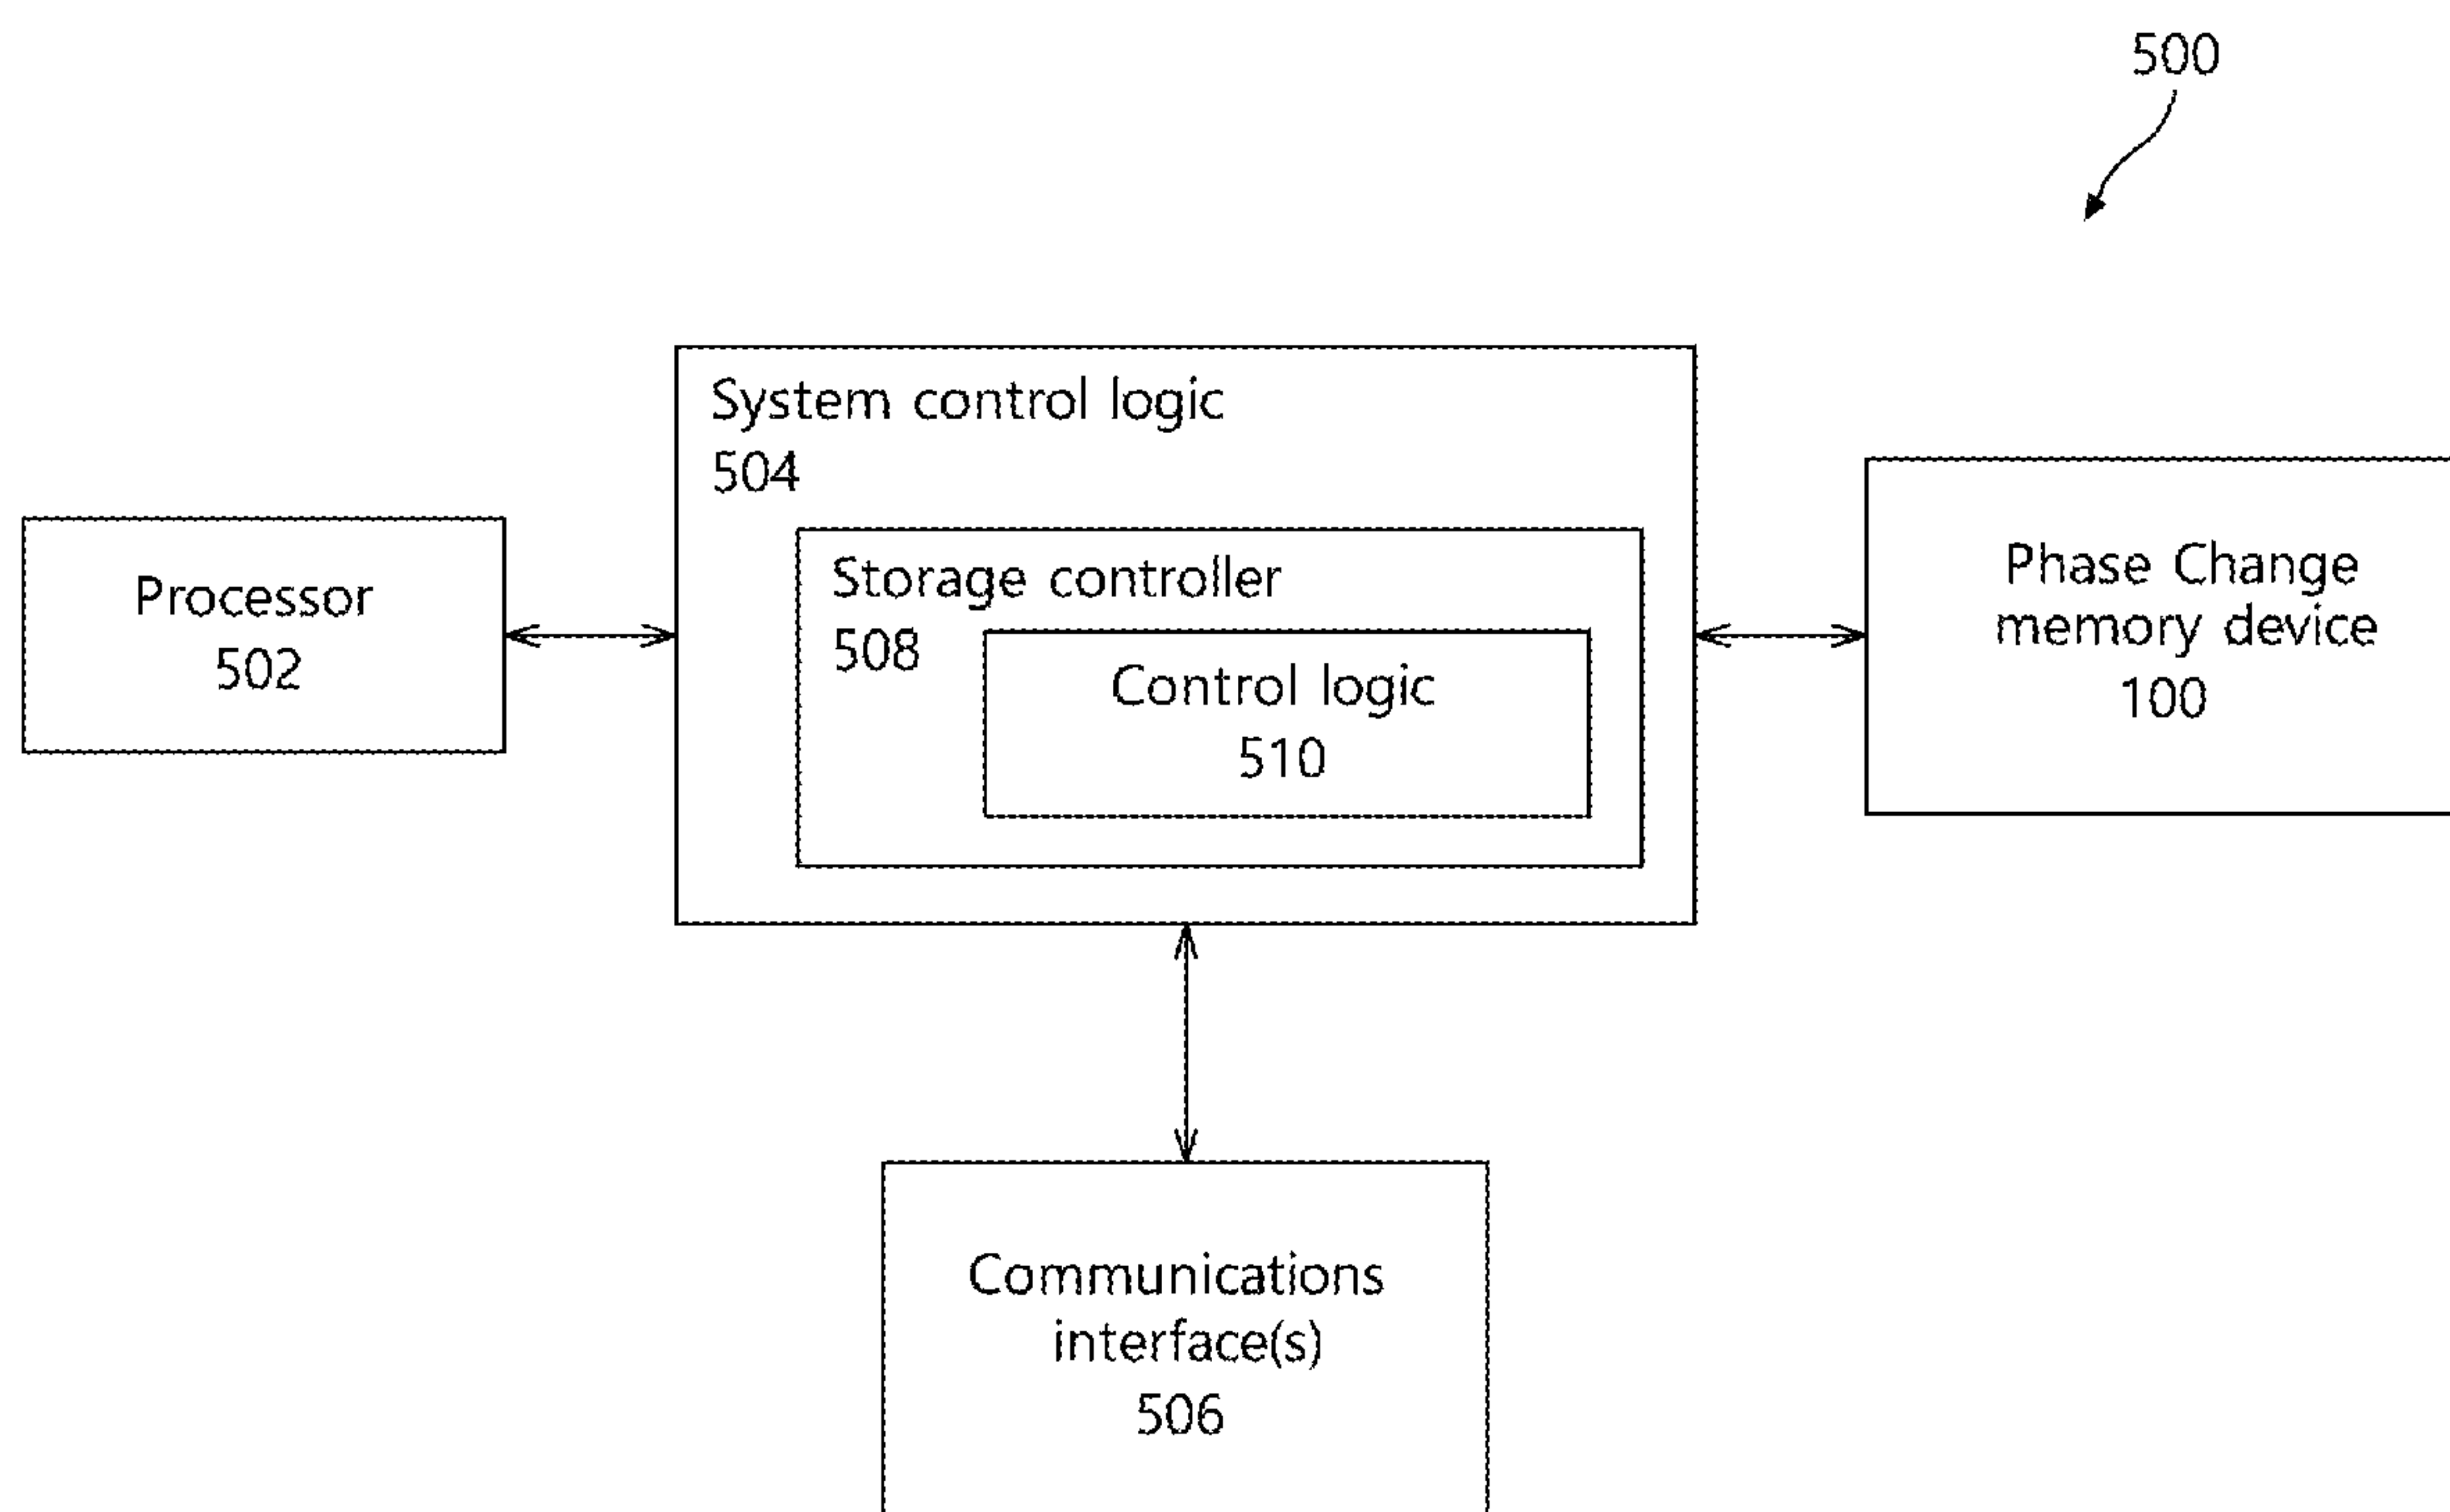 500
System control logic
504
Storage controller
508
Control logic
510
Processor
502
Phase Change
memory device
100
Communications
interface(s)
506